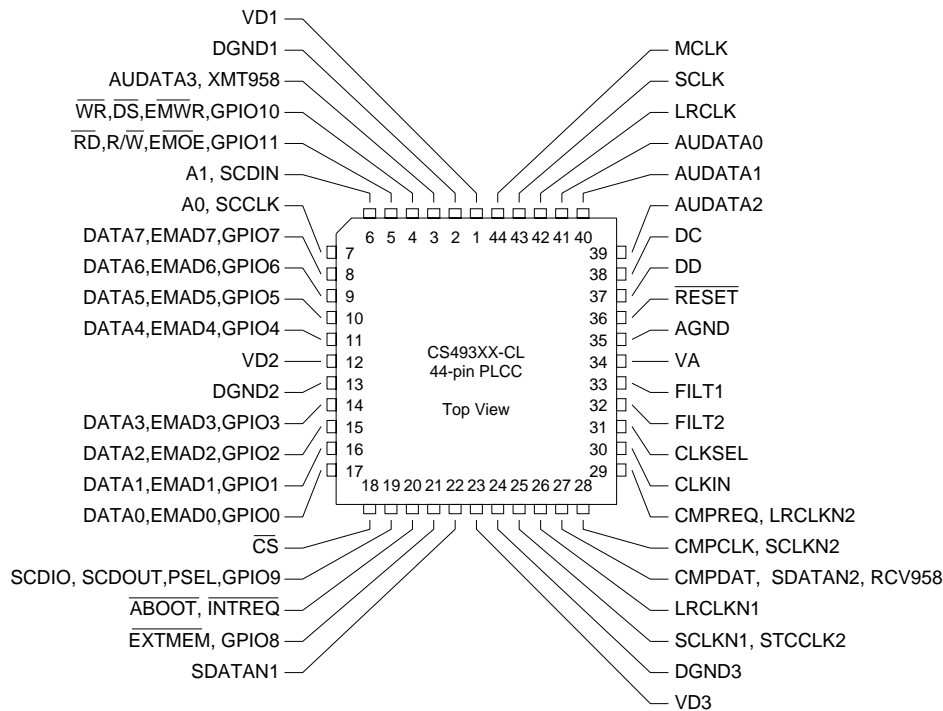 VD1
DGND1
AUDATA3, XMT958
WR,DS,EMWR,GPIO10
RD,R/W,EMOE,GPIO11
A1, SCDIN
A0, SCCLK
DATA7,EMAD7,GPIO7
DATA6,EMAD6,GPIO6
DATA5,EMAD5,GPIO5
DATA4,EMAD4,GPIO4
VD2
DGND2
DATA3,EMAD3,GPIO3
DATA2,EMAD2,GPIO2
DATA1,EMAD1,GPIO1
DATA0,EMAD0,GPIO0
CS
SCDIO, SCDOUT,PSEL,GPIO9
ABOOT, INTREQ
EXTMEM, GPIO8
SDATAN1
6 5 4 3 2 1 44 43 42 41 40
7
8
9
10
11
12
13
14
15
16
17
CS493XX-CL
44-pin PLCC
Top View
39
38
37
36
35
34
33
32
31
30
29
18 19 20 21 22 23 24 25 26 27 28
MCLK
SCLK
LRCLK
AUDATA0
AUDATA1
AUDATA2
DC
DD
RESET
AGND
VA
FILT1
FILT2
CLKSEL
CLKIN
CMPREQ, LRCLKN2
CMPCLK, SCLKN2
CMPDAT, SDATAN2, RCV958
LRCLKN1
SCLKN1, STCCLK2
DGND3
VD3